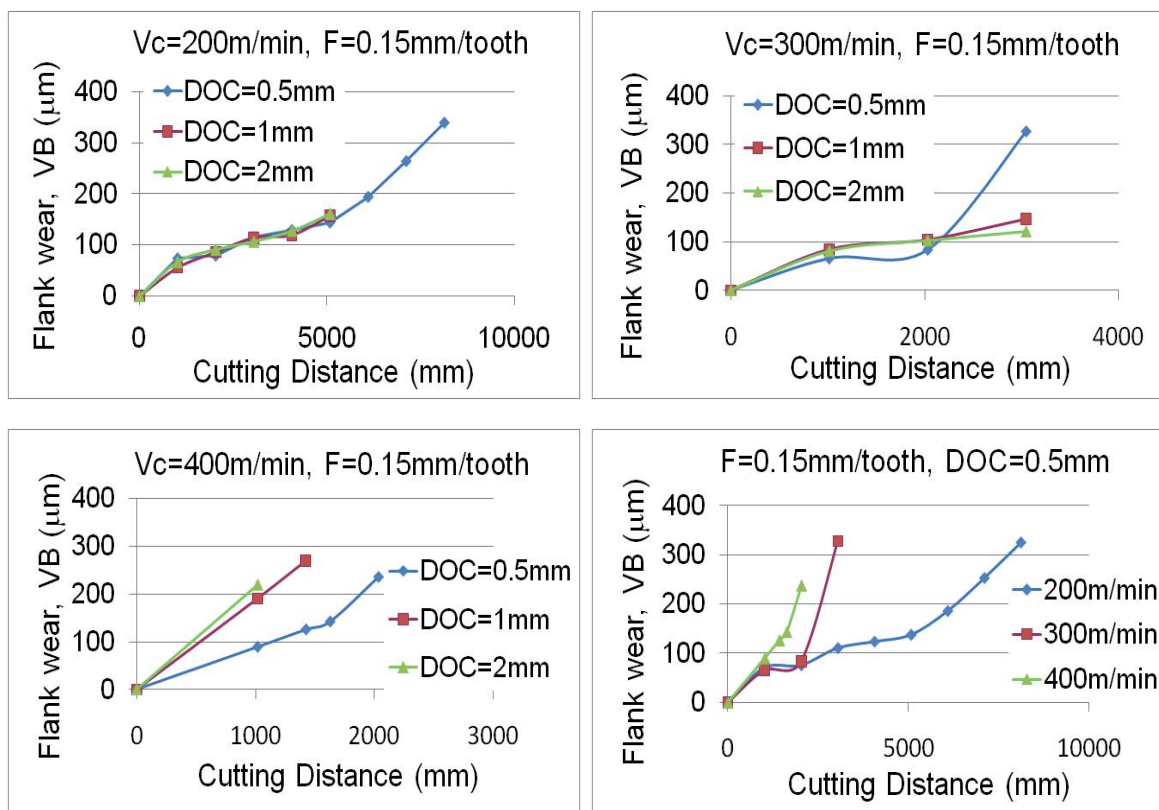 Vc=200m/min, F=0.15mm/tooth
Flank wear, VB (μm)
400
300
200
100
0
DOC=0.5mm
DOC=1mm
DOC=2mm
0 5000 10000
Cutting Distance (mm)
Vc=300m/min, F=0.15mm/tooth
Flank wear, VB (μm)
400
300
200
100
0
DOC=0.5mm
DOC=1mm
DOC=2mm
0 2000 4000
Cutting Distance (mm)
Vc=400m/min, F=0.15mm/tooth
Flank wear, VB (μm)
400
300
200
100
0
DOC=0.5mm
DOC=1mm
DOC=2mm
0 1000 2000 3000
Cutting Distance (mm)
F=0.15mm/tooth, DOC=0.5mm
Flank wear, VB (μm)
400
300
200
100
0
200m/min
300m/min
400m/min
0 5000 10000
Cutting Distance (mm)